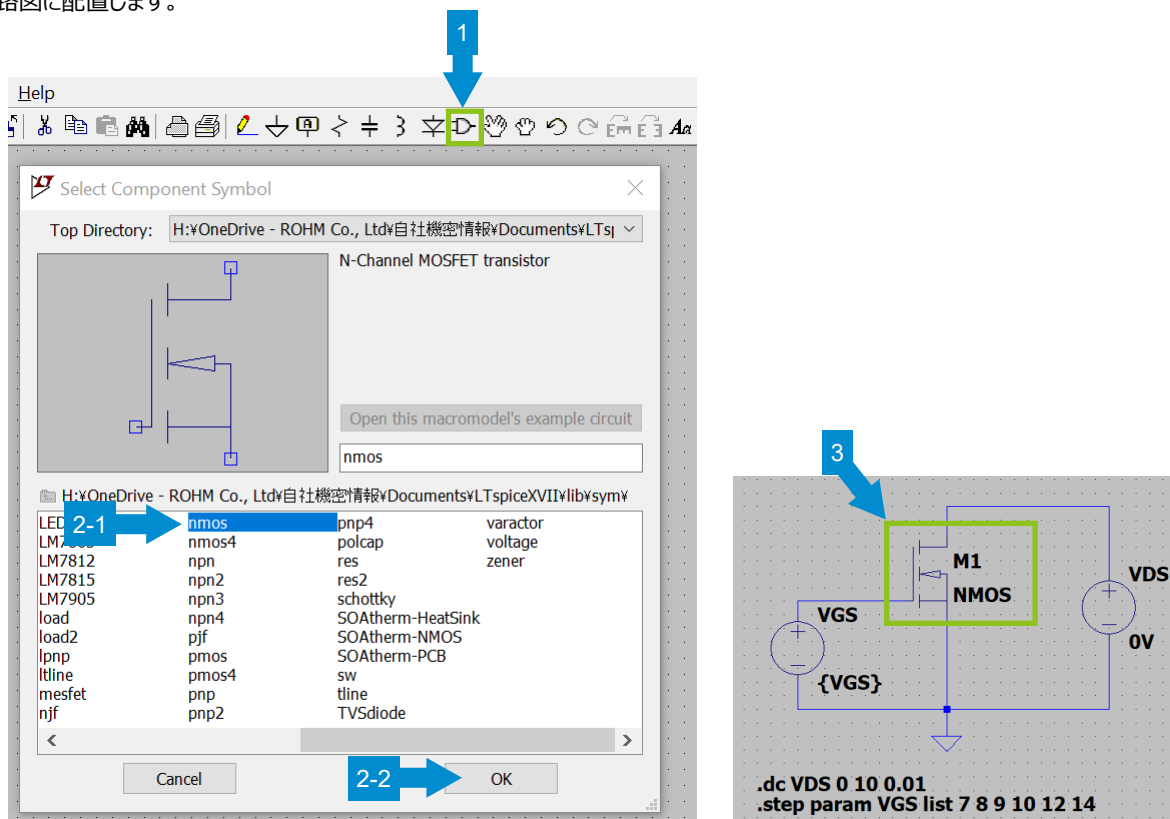 路図に配置します。
1
Help
Aa
Select Component Symbol
Top Directory: H:¥OneDrive - ROHM Co., Ltd¥自社機密情報¥Documents¥LTsp
N-Channel MOSFET transistor
Open this macromodel's example circuit
nmos
H:¥OneDrive - ROHM Co., Ltd¥自社機密情報¥Documents¥LTspiceXVII¥lib¥sym¥
2-1
LED nmos pnp4 varactor
nmos4 polcap voltage
LM7812 npn res zener
LM7815 npn2 res2
LM7905 npn3 schottky
load npn4 SOAtherm-HeatSink
load2 pjf SOAtherm-NMOS
lpnp pmos SOAtherm-PCB
ltline pmos4 sw
mesfet pnp tline
njf pnp2 TVSdiode
Cancel 2-2 OK
3
M1
NMOS
VDS
0V
VGS
{VGS}
.dc VDS 0 10 0.01
.step param VGS list 7 8 9 10 12 14